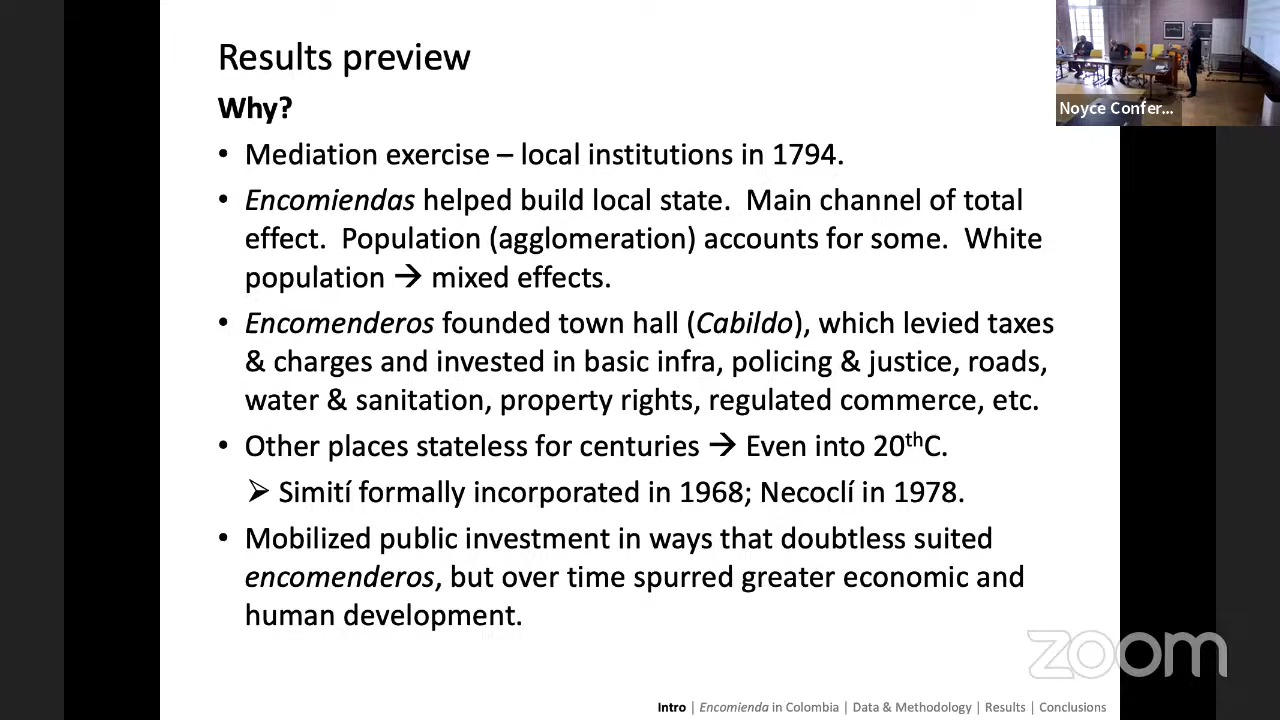 Results preview
Why?
• Mediation exercise – local institutions in 1794.
• Encomiendas helped build local state. Main channel of total
effect. Population (agglomeration) accounts for some. White
population → mixed effects.
• Encomenderos founded town hall (Cabildo), which levied taxes
& charges and invested in basic infra, policing & justice, roads,
water & sanitation, property rights, regulated commerce, etc.
• Other places stateless for centuries → Even into 20thC.
➢ Simití formally incorporated in 1968; Necoclí in 1978.
• Mobilized public investment in ways that doubtless suited
encomenderos, but over time spurred greater economic and
human development.
Intro | Encomienda in Colombia | Data & Methodology | Results | Conclusions
Noyce Confer...
zoom